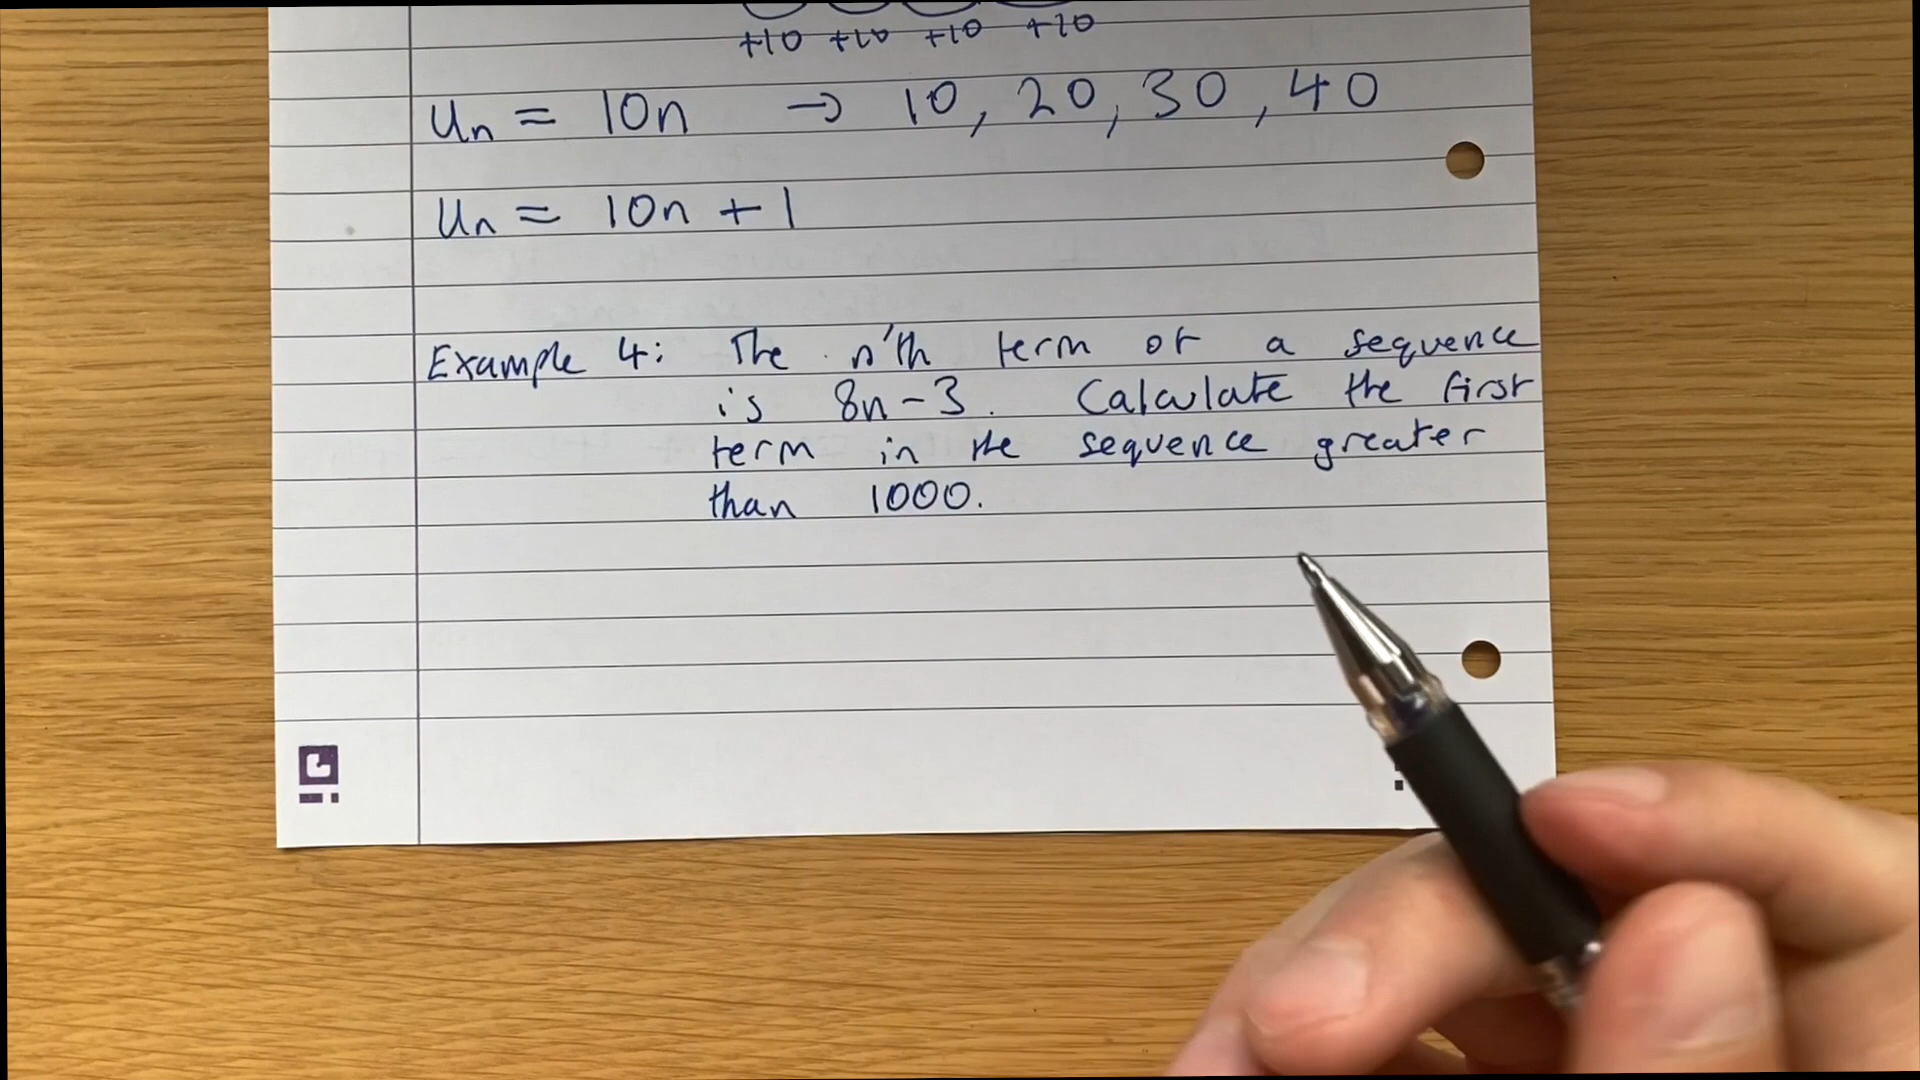 +10 +10 +10 +10
Un = 10n → 10, 20, 30, 40
Un = 10n + 1
Example 4: The n'th term of a sequence
is 8n - 3. Calculate the first
term in the sequence greater
than 1000.